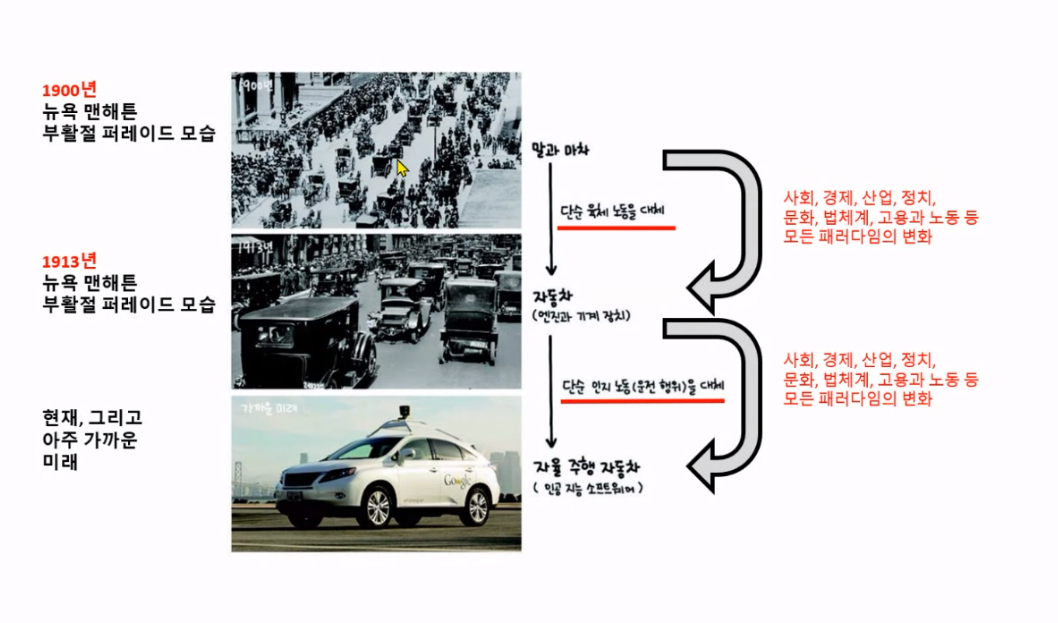 1900년
뉴욕 맨해튼
부활절 퍼레이드 모습
1900년
말과 마차
단순 육체 노동을 대체
사회, 경제, 산업, 정치,
문화, 법체계, 고용과 노동 등
모든 패러다임의 변화
1913년
뉴욕 맨해튼
부활절 퍼레이드 모습
1913년
자동차
(엔진과 기계 장치)
단순 인지 노동(운전 행위)을 대체
사회, 경제, 산업, 정치,
문화, 법체계, 고용과 노동 등
모든 패러다임의 변화
현재, 그리고
아주 가까운
미래
가까운 미래
Google
자율 주행 자동차
( 인공 지능 소프트웨어 )